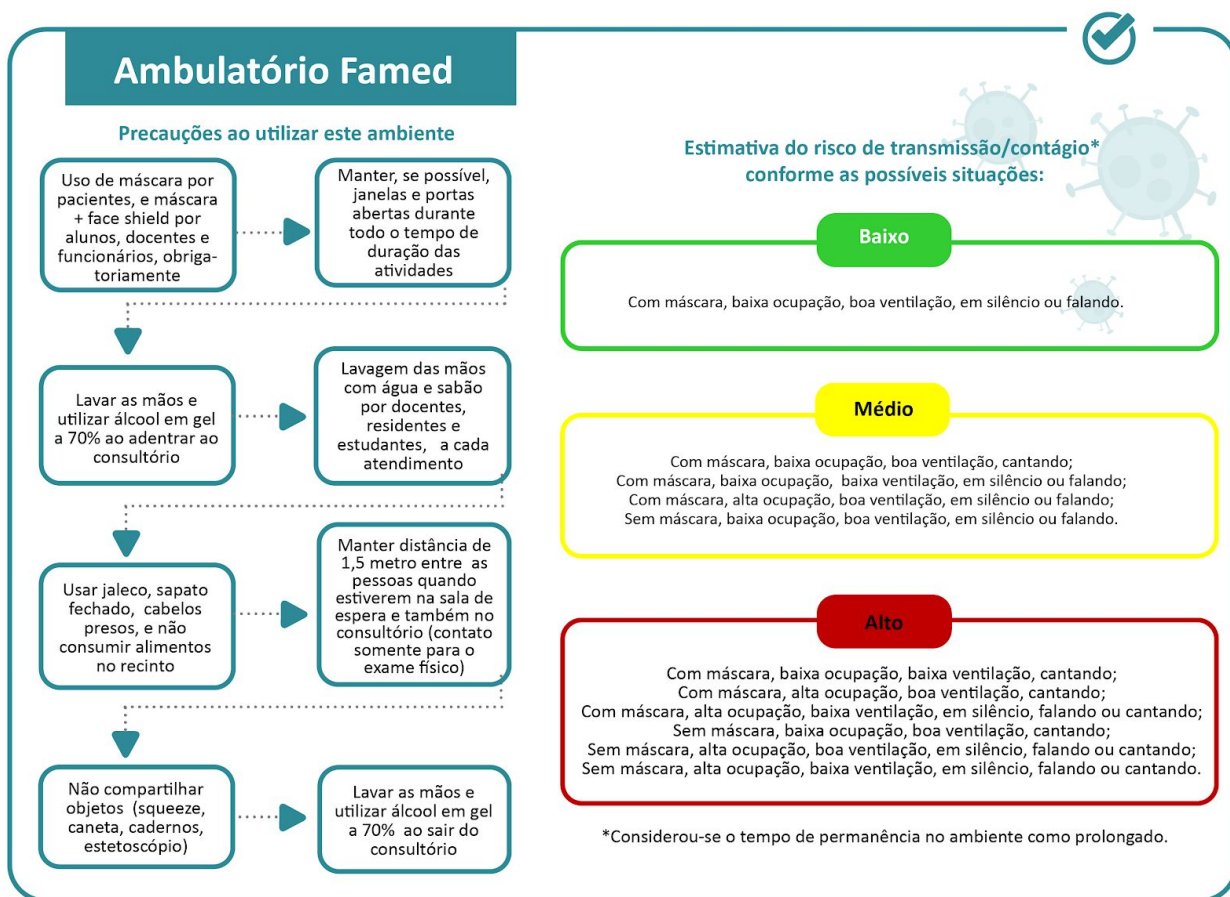 Ambulatório Famed
Precauções ao utilizar este ambiente
Uso de máscara por
pacientes, e máscara
+ face shield por
alunos, docentes e
funcionários, obriga-
toriamente
Manter, se possível,
janelas e portas
abertas durante
todo o tempo de
duração das
atividades
Lavar as mãos e
utilizar álcool em gel
a 70% ao adentrar ao
consultório
Lavagem das mãos
com água e sabão
por docentes,
residentes e
estudantes, a cada
atendimento
Usar jaleco, sapato
fechado, cabelos
presos, e não
consumir alimentos
no recinto
Manter distância de
1,5 metro entre as
pessoas quando
estiverem na sala de
espera e também no
consultório (contato
somente para o
exame físico)
Não compartilhar
objetos (squeeze,
caneta, cadernos,
estetoscópio)
Lavar as mãos e
utilizar álcool em gel
a 70% ao sair do
consultório
Estimativa do risco de transmissão/contágio*
conforme as possíveis situações:
Baixo
Com máscara, baixa ocupação, boa ventilação, em silêncio ou falando.
Médio
Com máscara, baixa ocupação, boa ventilação, cantando;
Com máscara, baixa ocupação, baixa ventilação, em silêncio ou falando;
Com máscara, alta ocupação, boa ventilação, em silêncio ou falando;
Sem máscara, baixa ocupação, boa ventilação, em silêncio ou falando.
Alto
Com máscara, baixa ocupação, baixa ventilação, cantando;
Com máscara, alta ocupação, boa ventilação, cantando;
Com máscara, alta ocupação, baixa ventilação, em silêncio, falando ou cantando;
Sem máscara, baixa ocupação, boa ventilação, cantando;
Sem máscara, alta ocupação, boa ventilação, em silêncio, falando ou cantando;
Sem máscara, alta ocupação, baixa ventilação, em silêncio, falando ou cantando.
*Considerou-se o tempo de permanência no ambiente como prolongado.